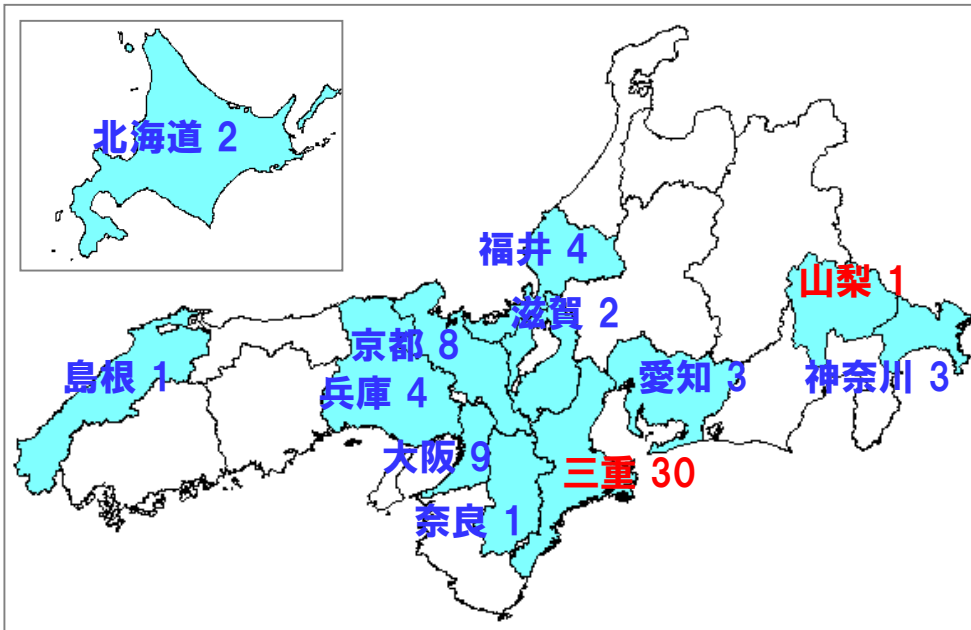 北海道 2
福井 4
山梨 1
滋賀 2
京都 8
島根 1
兵庫 4
愛知 3
神奈川 3
大阪 9
三重 30
奈良 1